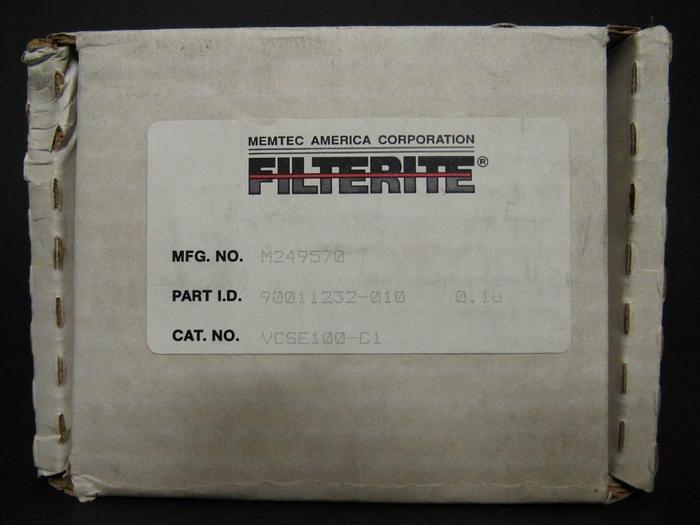 MEMTEC AMERICA CORPORATION
FILTERITE®
MFG. NO. M249570
PART I.D. 90011232-010 0.1u
CAT. NO. VCSE100-C1